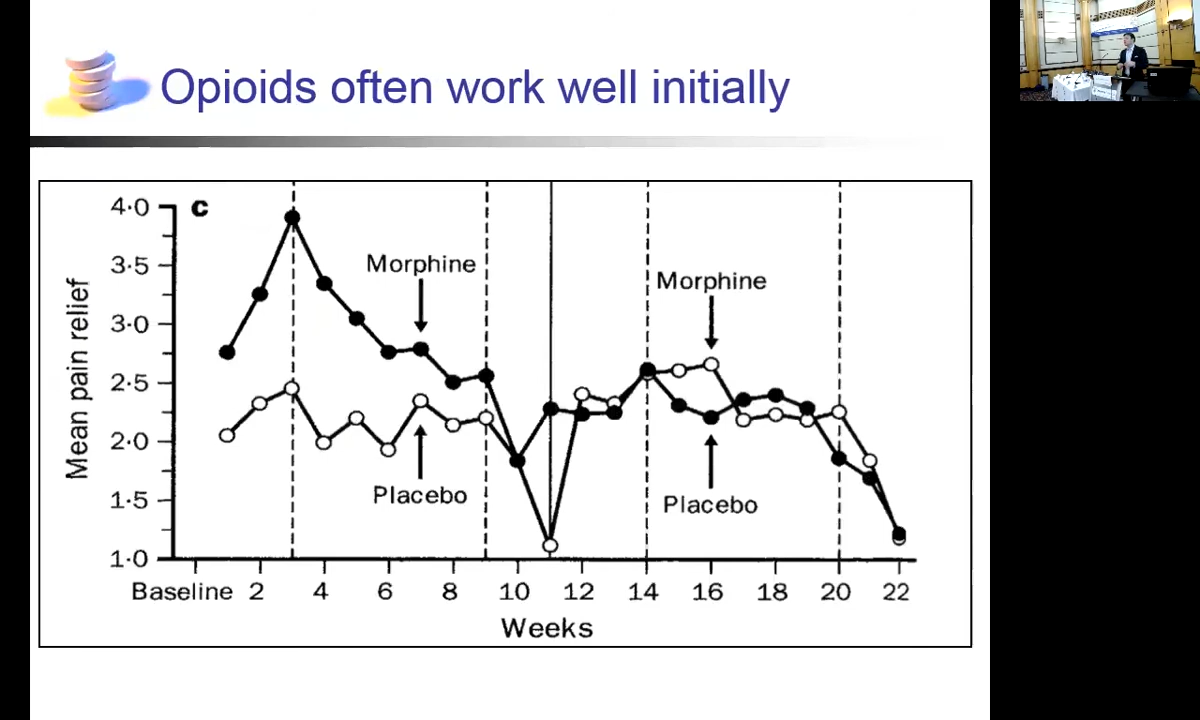 Opioids often work well initially
c
4·0
3·5
3·0
2·5
2·0
1·5
1·0
Mean pain relief
Morphine
Placebo
Morphine
Placebo
Baseline 2 4 6 8 10 12 14 16 18 20 22
Weeks